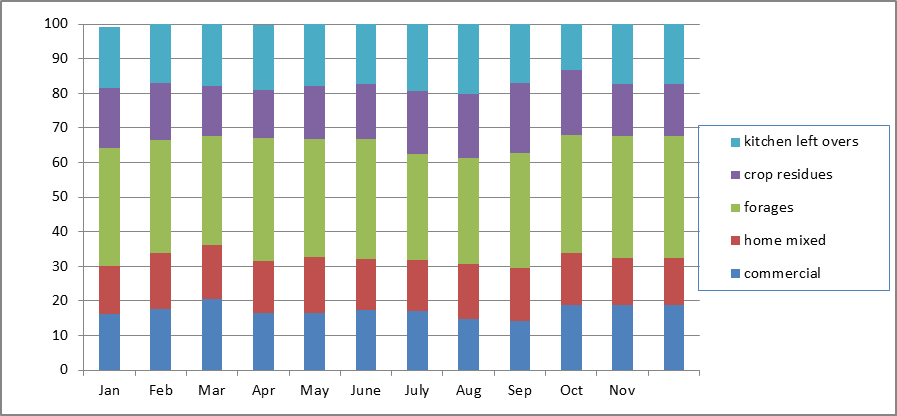 100
90
80
70
60
50
40
30
20
10
0
Jan Feb Mar Apr May June July Aug Sep Oct Nov
kitchen left overs
crop residues
forages
home mixed
commercial